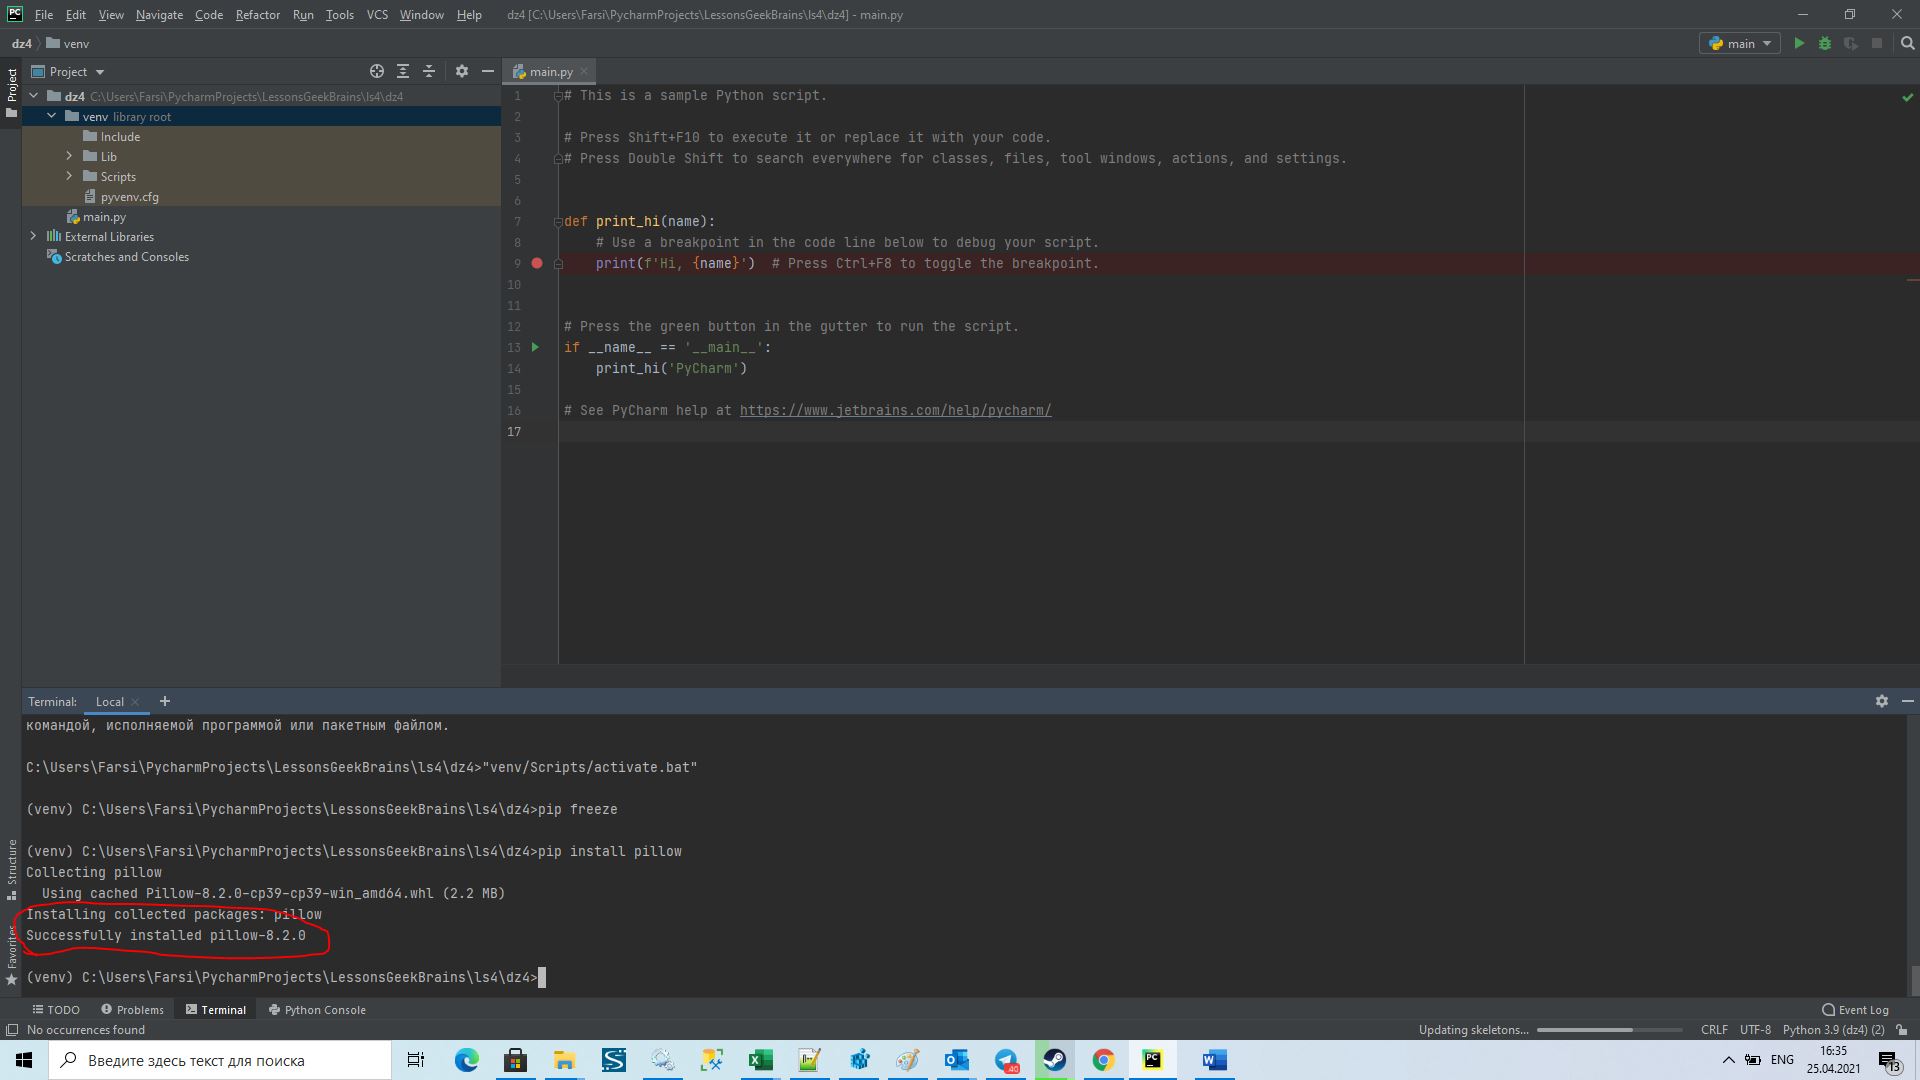 PC File Edit View Navigate Code Refactor Run Tools VCS Window Help dz4 [C:\Users\Farsi\PycharmProjects\LessonsGeekBrains\ls4\dz4] - main.py
dz4 venv main
Project
Project
main.py
dz4 C:\Users\Farsi\PycharmProjects\LessonsGeekBrains\ls4\dz4
venv library root
Include
Lib
Scripts
pyvenv.cfg
main.py
External Libraries
Scratches and Consoles
1 # This is a sample Python script.
2
3 # Press Shift+F10 to execute it or replace it with your code.
4 # Press Double Shift to search everywhere for classes, files, tool windows, actions, and settings.
5
6
7 def print_hi(name):
8 # Use a breakpoint in the code line below to debug your script.
9 print(f'Hi, {name}') # Press Ctrl+F8 to toggle the breakpoint.
10
11
12 # Press the green button in the gutter to run the script.
13 if __name__ == '__main__':
14 print_hi('PyCharm')
15
16 # See PyCharm help at https://www.jetbrains.com/help/pycharm/
17
Terminal: Local
командой, исполняемой программой или пакетным файлом.
C:\Users\Farsi\PycharmProjects\LessonsGeekBrains\ls4\dz4>"venv/Scripts/activate.bat"
(venv) C:\Users\Farsi\PycharmProjects\LessonsGeekBrains\ls4\dz4>pip freeze
(venv) C:\Users\Farsi\PycharmProjects\LessonsGeekBrains\ls4\dz4>pip install pillow
Collecting pillow
Using cached Pillow-8.2.0-cp39-cp39-win_amd64.whl (2.2 MB)
Installing collected packages: pillow
Successfully installed pillow-8.2.0
(venv) C:\Users\Farsi\PycharmProjects\LessonsGeekBrains\ls4\dz4>
Structure
Favorites
TODO Problems Terminal Python Console Event Log
No occurrences found Updating skeletons... CRLF UTF-8 Python 3.9 (dz4) (2)
Введите здесь текст для поиска
40
PC
ENG
16:35
25.04.2021
13